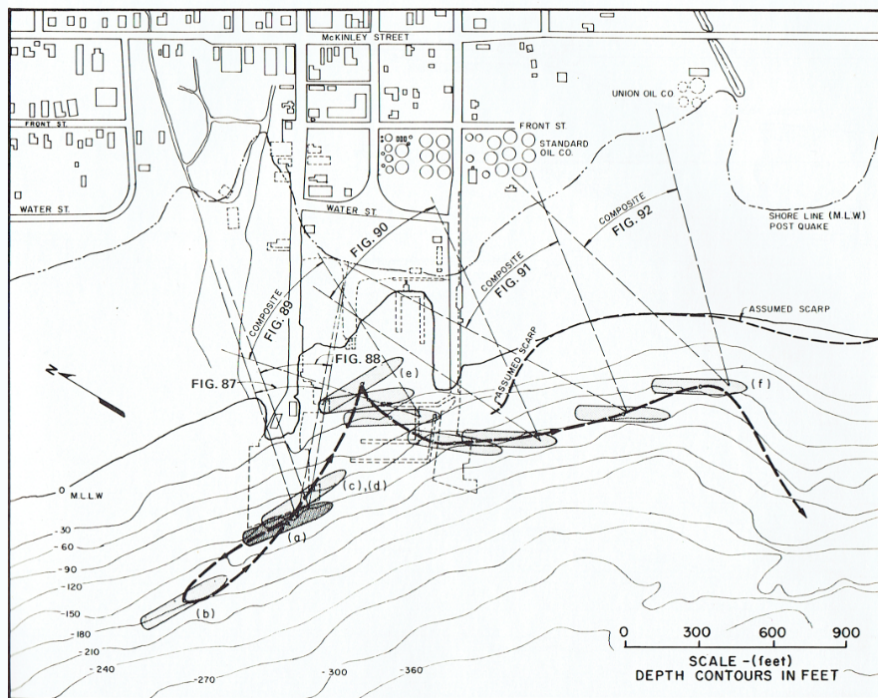 McKINLEY STREET
UNION OIL CO
FRONT ST.
FRONT ST.
STANDARD
OIL CO.
WATER ST.
WATER ST.
SHORE LINE (M.L.W.)
POST QUAKE
COMPOSITE
FIG. 92
FIG. 90
COMPOSITE
FIG. 91
COMPOSITE
FIG. 89
ASSUMED SCARP
N
FIG. 88
FIG. 87
(e)
ASSUMED SCARP
(f)
0 M.L.L.W
(c),(d)
-30
(a)
-60
-90
-120
-150
(b)
-180
-210
-240
-270
-300
-360
0 300 600 900
SCALE -(feet)
DEPTH CONTOURS IN FEET